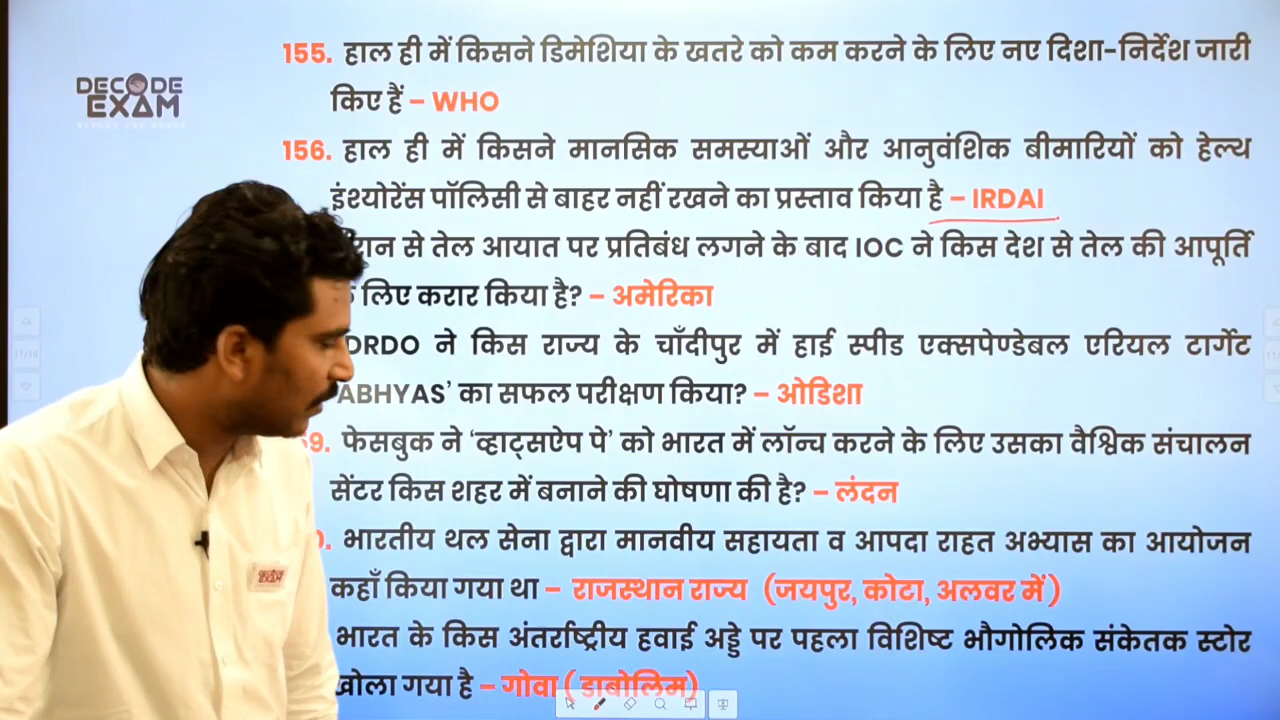 DECODE
EXAM
155. हाल ही में किसने डिमेशिया के खतरे को कम करने के लिए नए दिशा-निर्देश जारी
किए हैं – WHO
156. हाल ही में किसने मानसिक समस्याओं और आनुवंशिक बीमारियों को हेल्थ
इंश्योरेंस पॉलिसी से बाहर नहीं रखने का प्रस्ताव किया है – IRDAI
से तेल आयात पर प्रतिबंध लगने के बाद IOC ने किस देश से तेल की आपूर्ति
लिए करार किया है? – अमेरिका
DRDO ने किस राज्य के चाँदीपुर में हाई स्पीड एक्सपेण्डेबल एरियल टार्गेट
ABHYAS’ का सफल परीक्षण किया? – ओडिशा
फेसबुक ने ‘व्हाट्सऐप पे’ को भारत में लॉन्च करने के लिए उसका वैश्विक संचालन
सेंटर किस शहर में बनाने की घोषणा की है? – लंदन
भारतीय थल सेना द्वारा मानवीय सहायता व आपदा राहत अभ्यास का आयोजन
कहाँ किया गया था – राजस्थान राज्य (जयपुर, कोटा, अलवर में)
भारत के किस अंतर्राष्ट्रीय हवाई अड्डे पर पहला विशिष्ट भौगोलिक संकेतक स्टोर
खोला गया है – गोवा ( डाबोलिम)